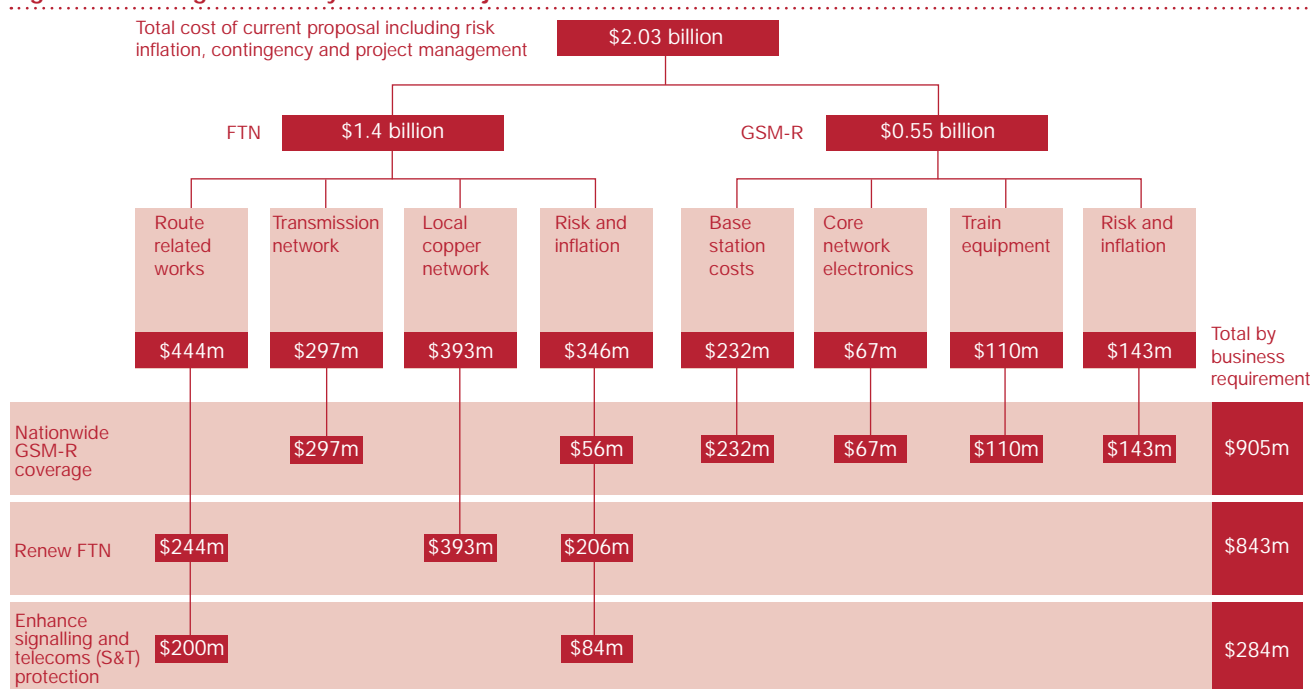 Total cost of current proposal including risk
inflation, contingency and project management
$2.03 billion
FTN
$1.4 billion
GSM-R
$0.55 billion
Route
related
works
Transmission
network
Local
copper
network
Risk and
inflation
Base
station
costs
Core
network
electronics
Train
equipment
Risk and
inflation
$444m
$297m
$393m
$346m
$232m
$67m
$110m
$143m
Total by
business
requirement
Nationwide
GSM-R
coverage
$297m
$56m
$232m
$67m
$110m
$143m
$905m
Renew FTN
$244m
$393m
$206m
$843m
Enhance
signalling and
telecoms (S&T)
protection
$200m
$84m
$284m